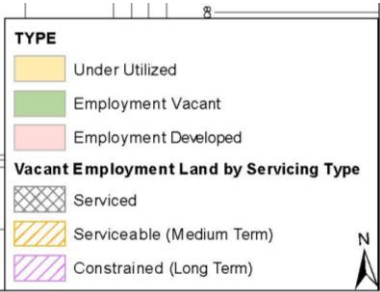 TYPE
Under Utilized
Employment Vacant
Employment Developed
Vacant Employment Land by Servicing Type
Serviced
Serviceable (Medium Term)
N
Constrained (Long Term)